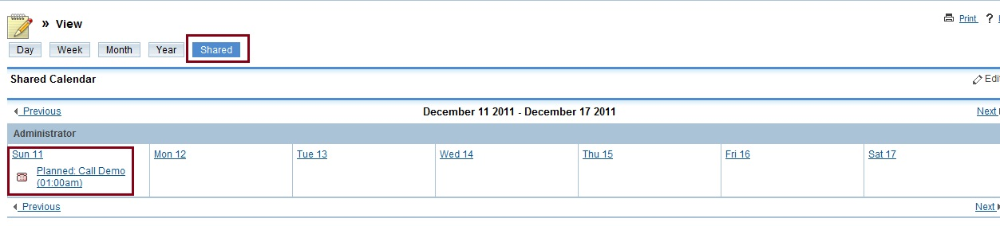 » View
Print ?
Day Week Month Year Shared
Shared Calendar
Edit
Previous December 11 2011 - December 17 2011 Next
Administrator
Sun 11 Mon 12 Tue 13 Wed 14 Thu 15 Fri 16 Sat 17
Planned: Call Demo
(01:00am)
Previous Next